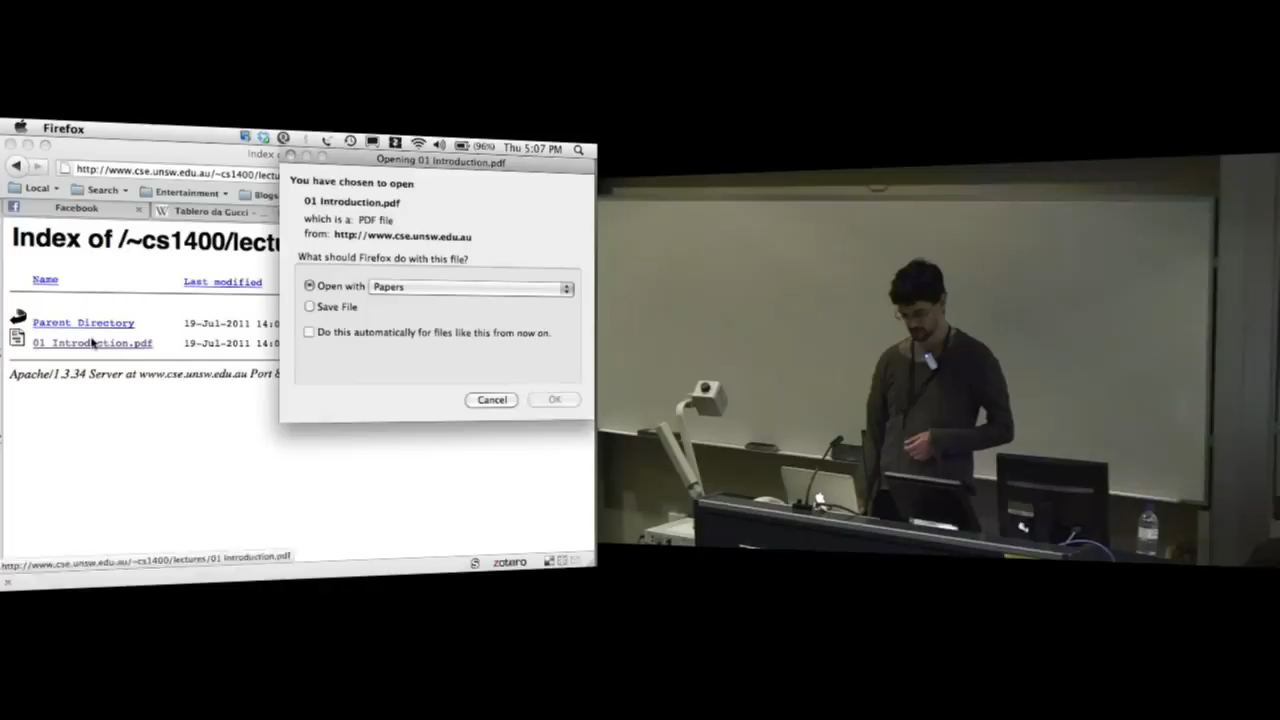 Firefox
(96%)
Thu 5:07 PM
Index
Opening 01 Introduction.pdf
http://www.cse.unsw.edu.au/~cs1400/lectu
You have chosen to open
Local
Search
Entertainment
Blogs
01 Introduction.pdf
Facebook
Tablero da Gucci - ...
which is a: PDF file
from: http://www.cse.unsw.edu.au
Index of /~cs1400/lectu
What should Firefox do with this file?
Name
Last modified
Open with
Papers
Save File
Parent Directory
19-Jul-2011 14:0
Do this automatically for files like this from now on.
01 Introduction.pdf
19-Jul-2011 14:0
Apache/1.3.34 Server at www.cse.unsw.edu.au Port 8
Cancel
OK
http://www.cse.unsw.edu.au/~cs1400/lectures/01 Introduction.pdf
zotero